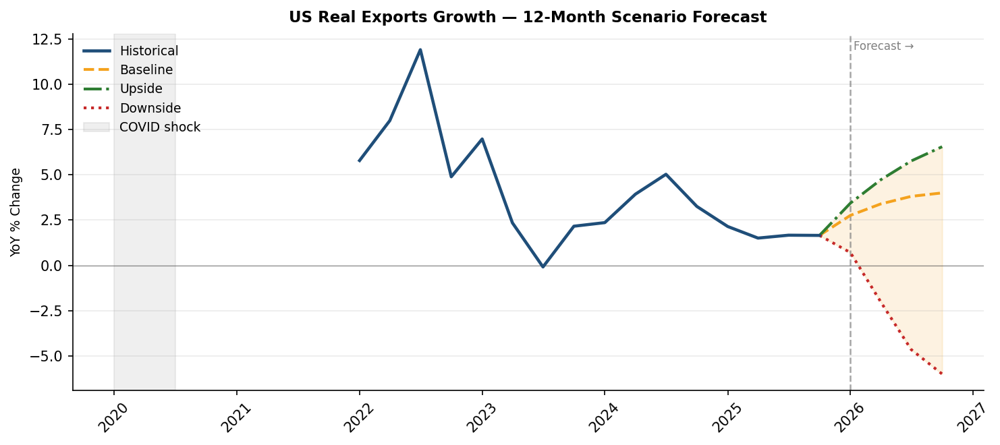 US Real Exports Growth — 12-Month Scenario Forecast
YoY % Change
12.5
10.0
7.5
5.0
2.5
0.0
−2.5
−5.0
Historical
Baseline
Upside
Downside
COVID shock
Forecast →
2020
2021
2022
2023
2024
2025
2026
2027